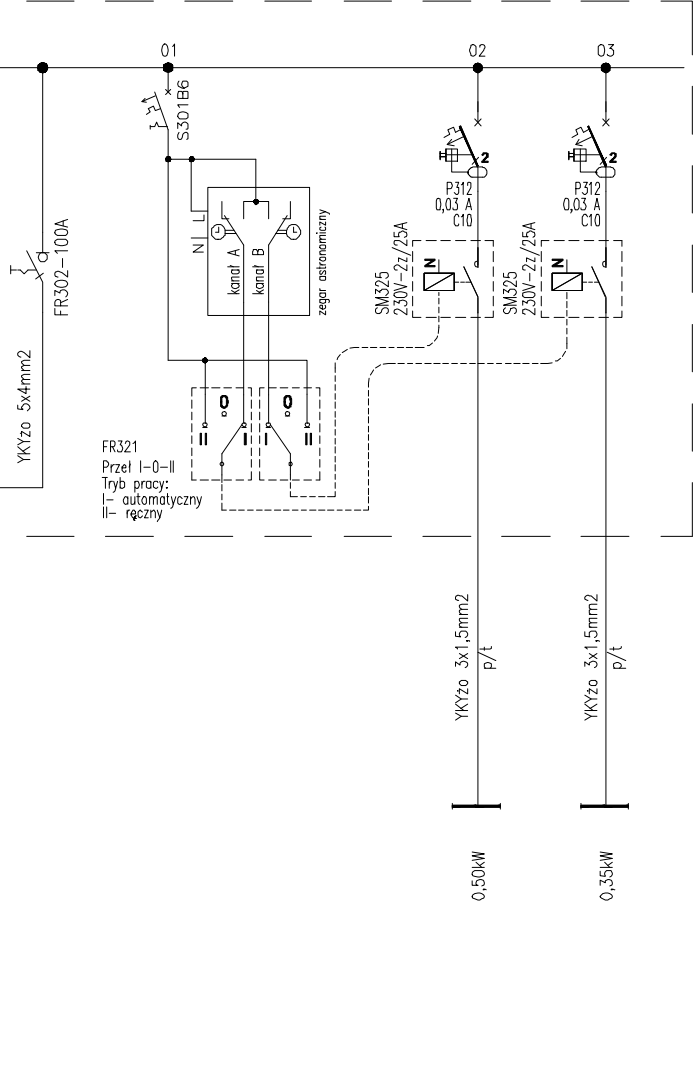 01
02
03
S301B6
FR302-100A
YKYżo 5x4mm2
L
N
kanał A
kanał B
zegar astronomiczny
2
P312
0,03 A
C10
2
P312
0,03 A
C10
SM325
230V-2z/25A
N
SM325
230V-2z/25A
N
0
II
I
0
I
II
FR321
Przeł I-0-II
Tryb pracy:
I- automatyczny
II- ręczny
YKYżo 3x1,5mm2
p/t
YKYżo 3x1,5mm2
p/t
0,50kW
0,35kW